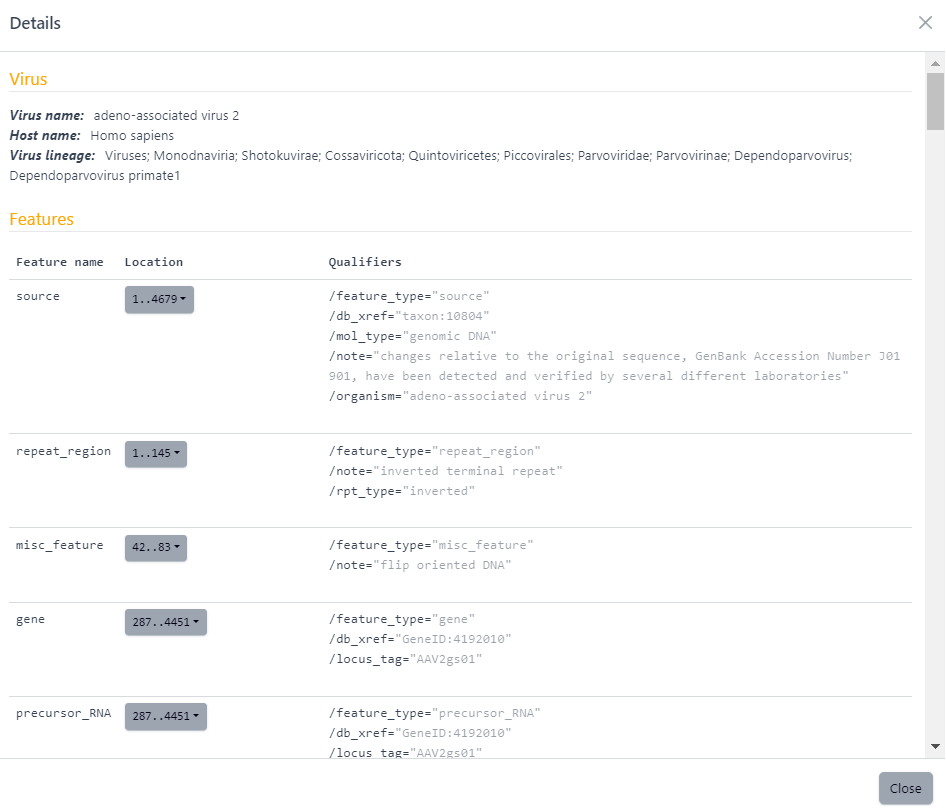 Details
Virus
Virus name: adeno-associated virus 2
Host name: Homo sapiens
Virus lineage: Viruses; Monodnaviria; Shotokuvirae; Cossaviricota; Quintoviricetes; Piccovirales; Parvoviridae; Parvovirinae; Dependoparvovirus;
Dependoparvovirus primate1
Features
Feature name Location Qualifiers
source 1..4679 /feature_type="source"
/db_xref="taxon:10804"
/mol_type="genomic DNA"
/note="changes relative to the original sequence, GenBank Accession Number J01
901, have been detected and verified by several different laboratories"
/organism="adeno-associated virus 2"
repeat_region 1..145 /feature_type="repeat_region"
/note="inverted terminal repeat"
/rpt_type="inverted"
misc_feature 42..83 /feature_type="misc_feature"
/note="flip oriented DNA"
gene 287..4451 /feature_type="gene"
/db_xref="GeneID:4192010"
/locus_tag="AAV2gs01"
precursor_RNA 287..4451 /feature_type="precursor_RNA"
/db_xref="GeneID:4192010"
/locus_tag="AAV2gs01"
Close